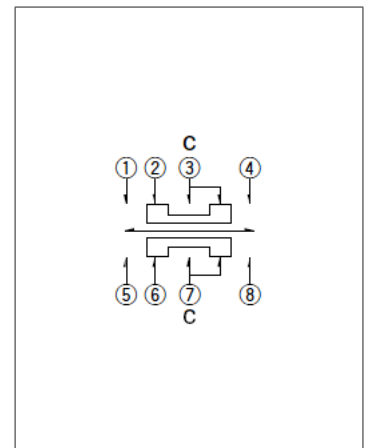 C
① ② ③ ④
⑤ ⑥ ⑦ ⑧
C